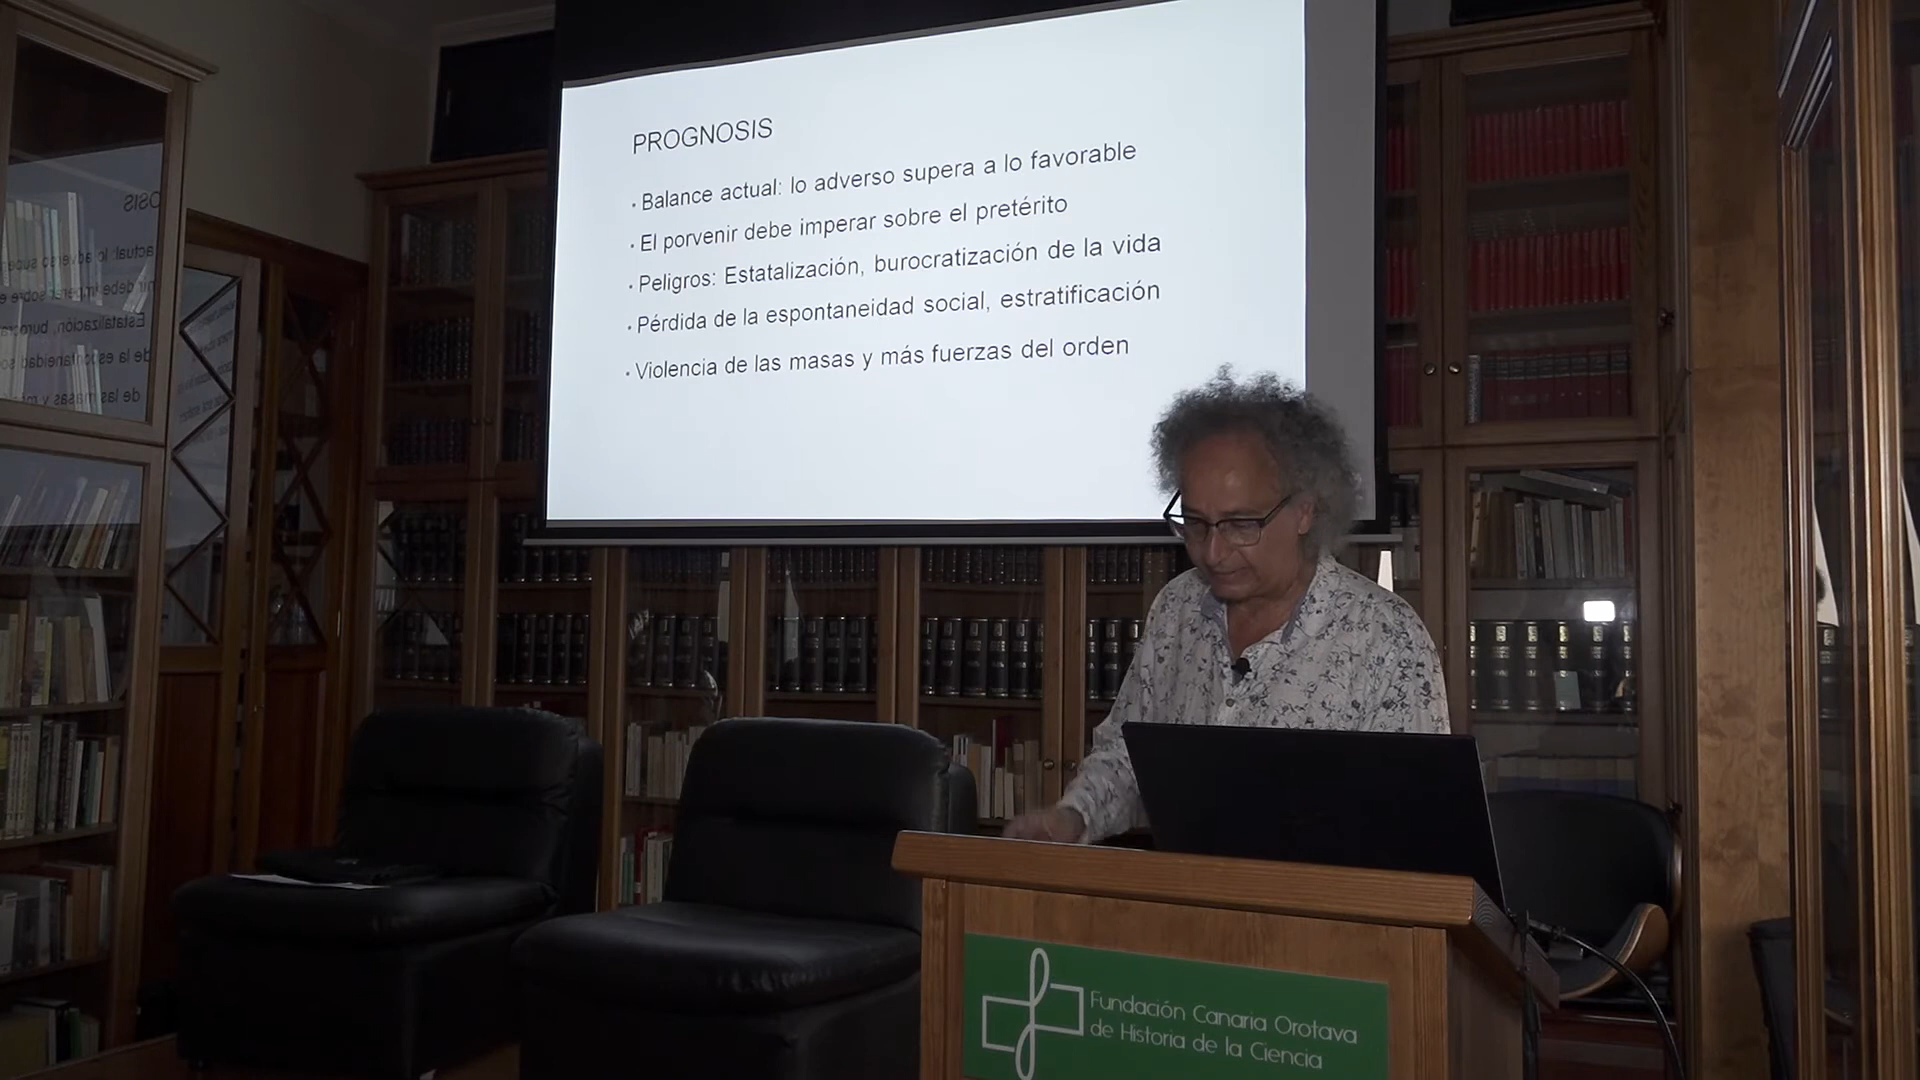 PROGNOSIS
· Balance actual: lo adverso supera a lo favorable
· El porvenir debe imperar sobre el pretérito
· Peligros: Estatalización, burocratización de la vida
· Pérdida de la espontaneidad social, estratificación
· Violencia de las masas y más fuerzas del orden
Fundación Canaria Orotava
de Historia de la Ciencia